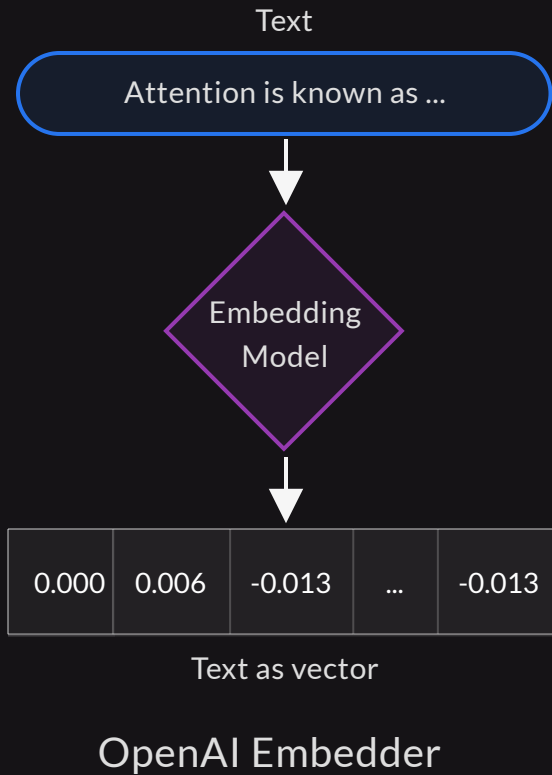 Text
Attention is known as ...
Embedding
Model
0.000 0.006 -0.013 ... -0.013
Text as vector
OpenAI Embedder